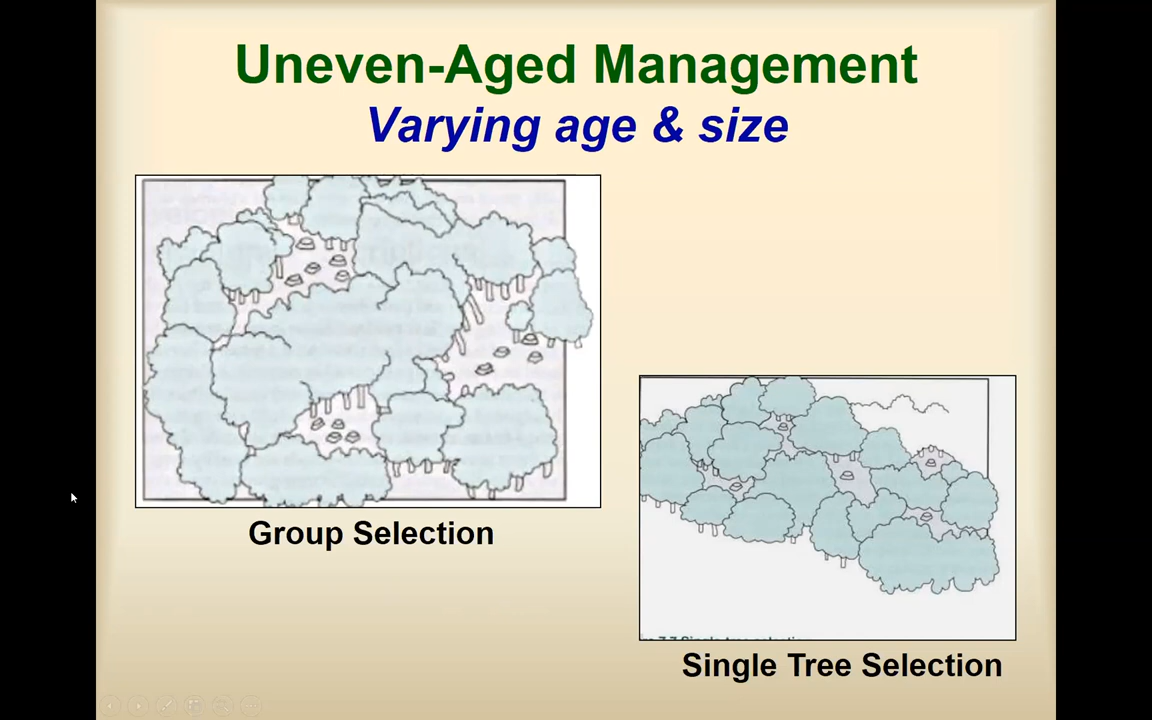 Uneven-Aged Management
Varying age & size
Group Selection
Single Tree Selection